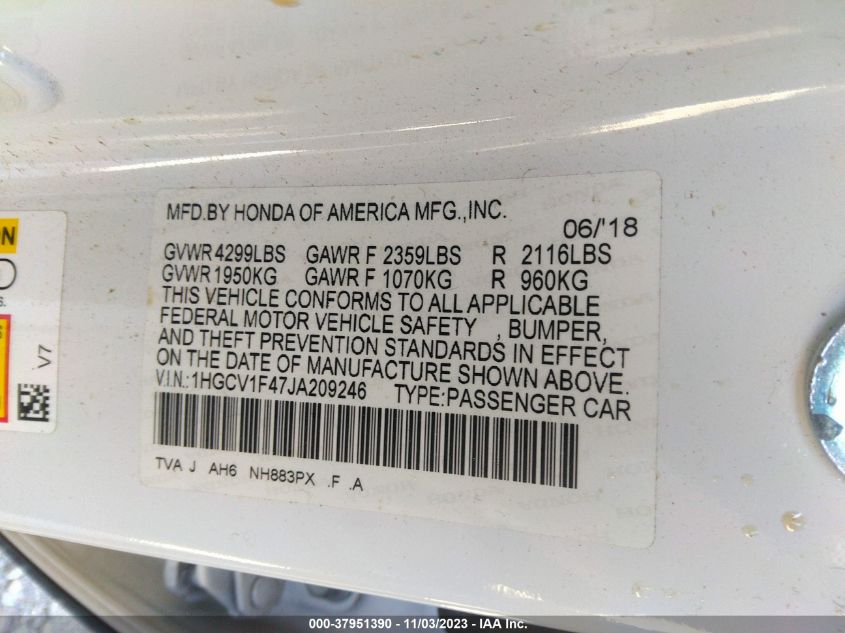 MFD.BY HONDA OF AMERICA MFG.,INC.
06/'18
GVWR 4299LBS GAWR F 2359LBS R 2116LBS
GVWR 1950KG GAWR F 1070KG R 960KG
THIS VEHICLE CONFORMS TO ALL APPLICABLE
FEDERAL MOTOR VEHICLE SAFETY , BUMPER,
AND THEFT PREVENTION STANDARDS IN EFFECT
ON THE DATE OF MANUFACTURE SHOWN ABOVE.
V.I.N.:1HGCV1F47JA209246 TYPE:PASSENGER CAR
TVA J AH6 NH883PX .F .A
V7
000-37951390 - 11/03/2023 - IAA Inc.